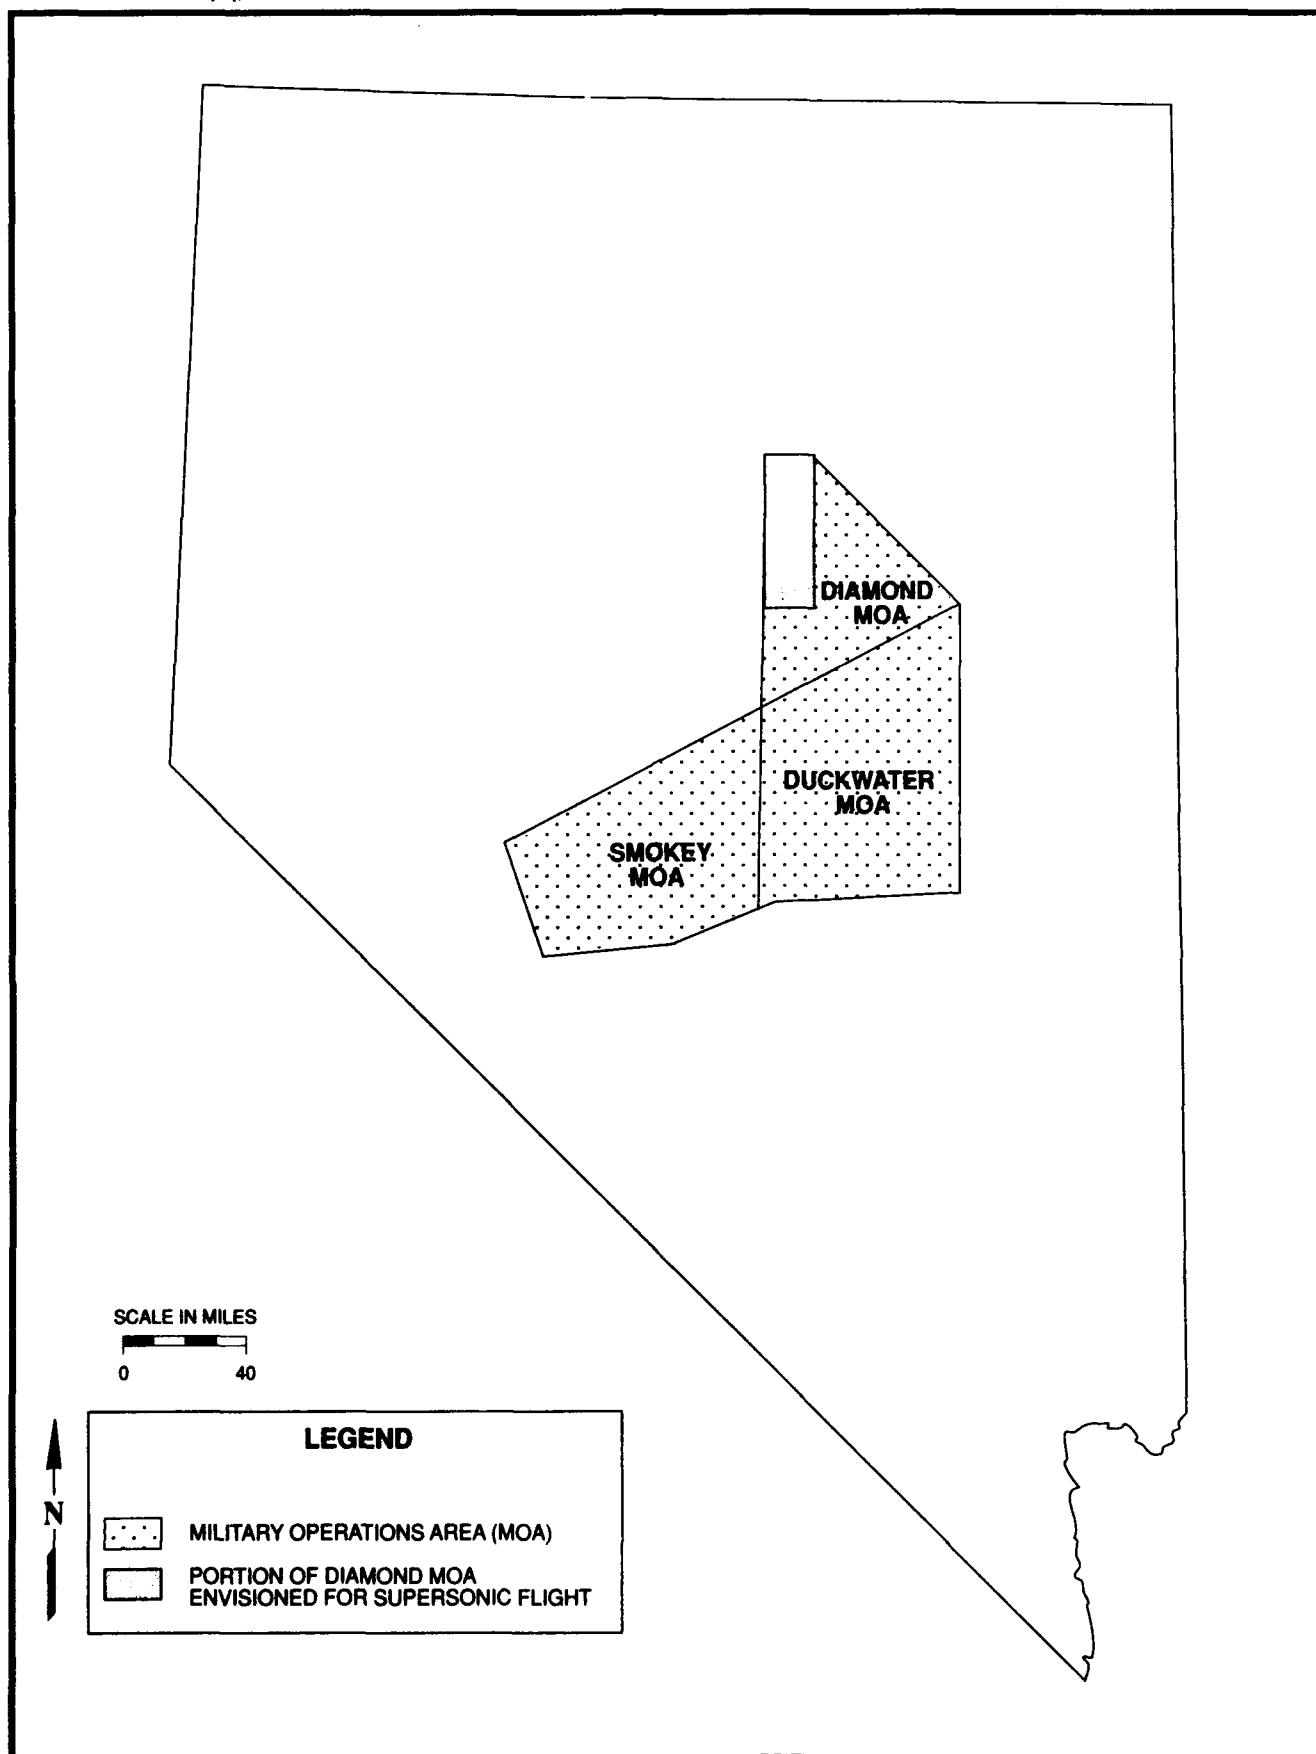 DIAMOND
MOA
DUCKWATER
MOA
SMOKEY
MOA
SCALE IN MILES
0 40
LEGEND
N
MILITARY OPERATIONS AREA (MOA)
PORTION OF DIAMOND MOA
ENVISIONED FOR SUPERSONIC FLIGHT